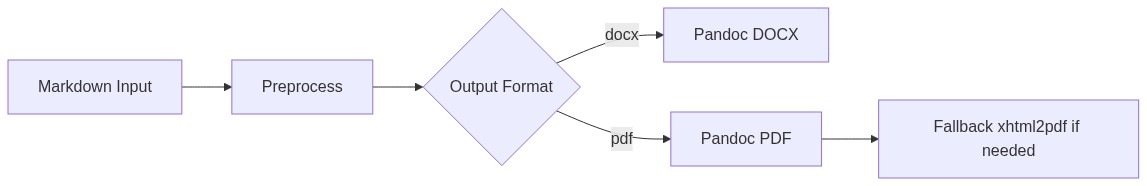 Markdown Input
Preprocess
Output Format
docx
Pandoc DOCX
pdf
Pandoc PDF
Fallback xhtml2pdf if
needed